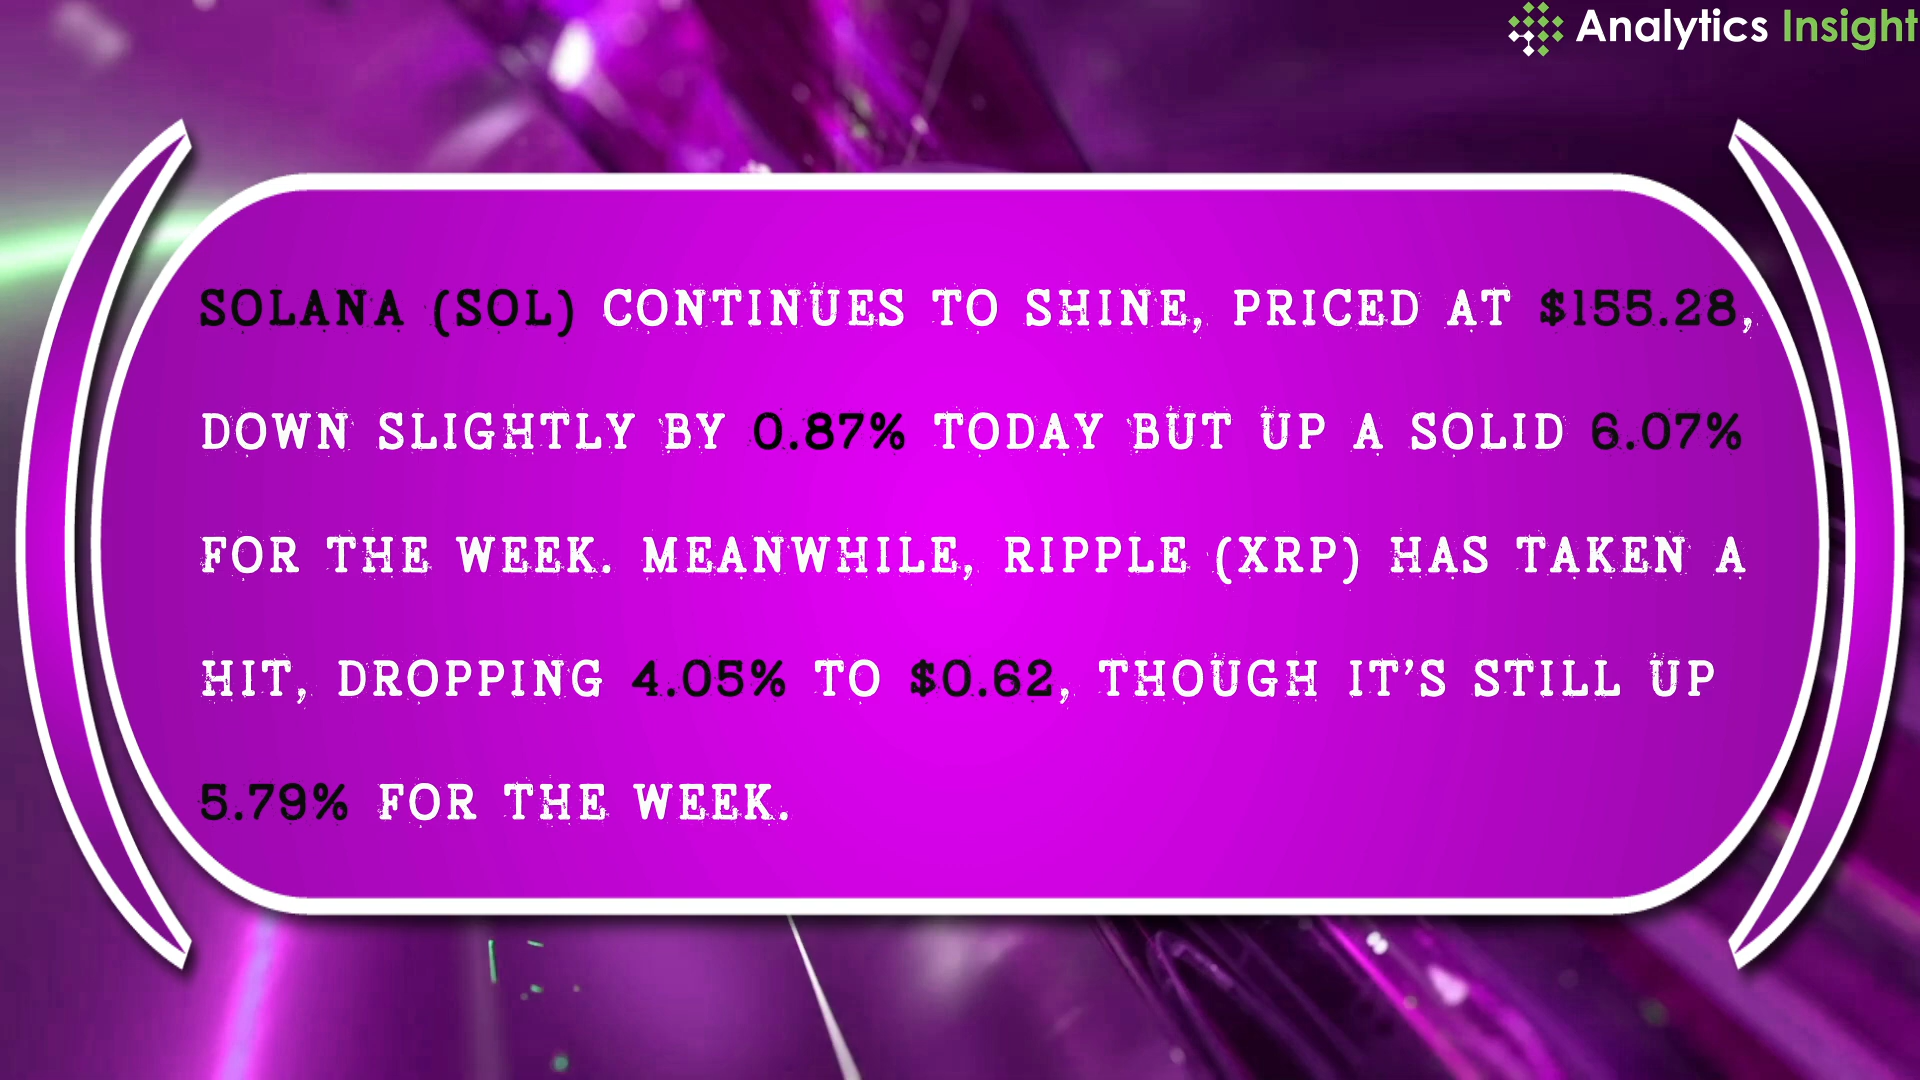 Analytics Insight
SOLANA (SOL) CONTINUES TO SHINE, PRICED AT $155.28,
DOWN SLIGHTLY BY 0.87% TODAY BUT UP A SOLID 6.07%
FOR THE WEEK. MEANWHILE, RIPPLE (XRP) HAS TAKEN A
HIT, DROPPING 4.05% TO $0.62, THOUGH IT’S STILL UP
5.79% FOR THE WEEK.